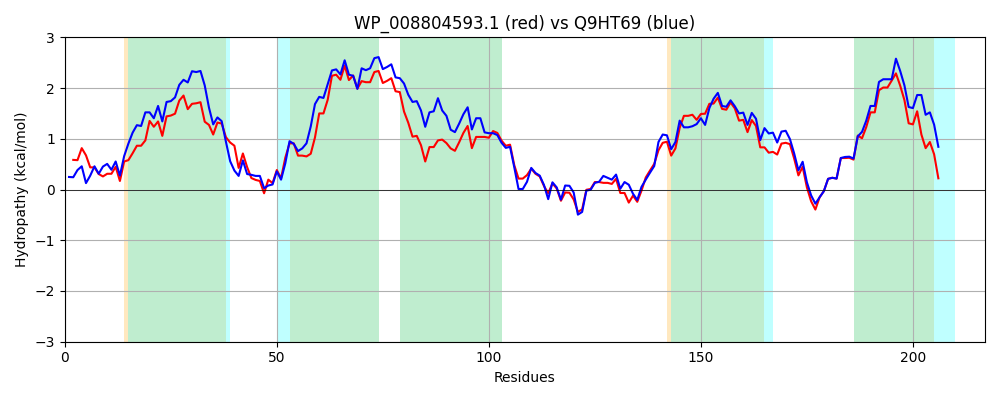 WP_008804593.1 (red) vs Q9HT69 (blue)
Hydropathy (kcal/mol)
3
2
1
0
−1
−2
−3
0 50 100 150 200
Residues